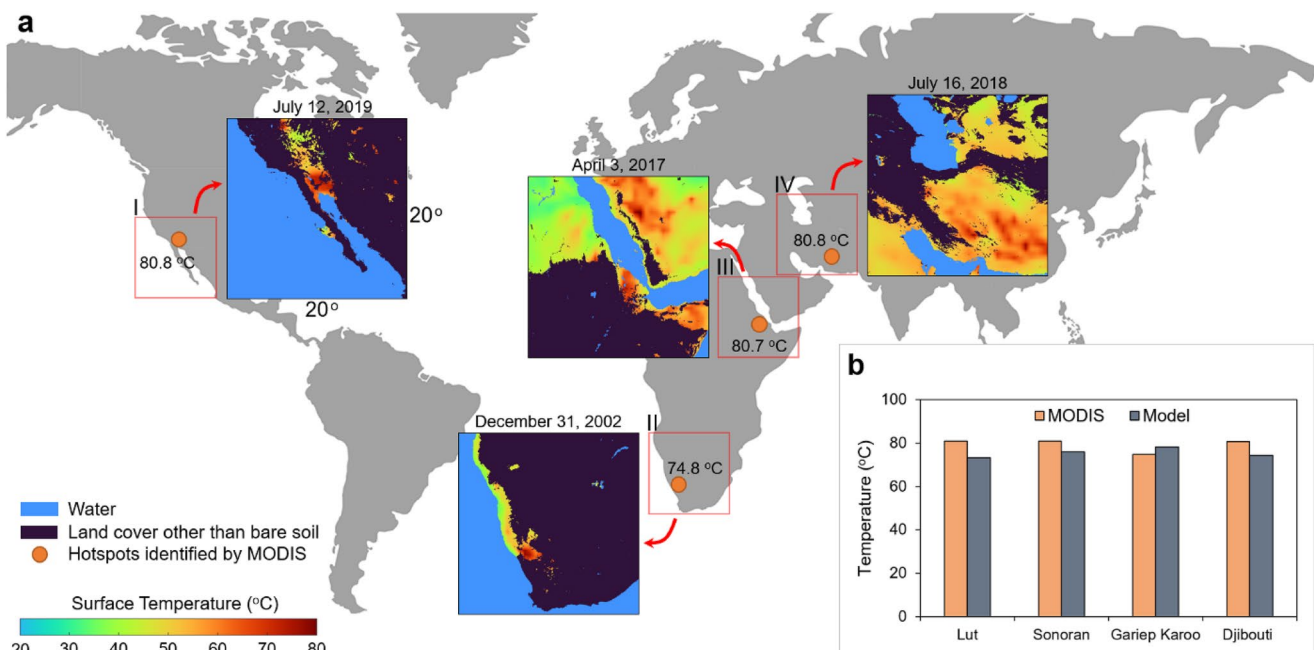 a
July 12, 2019
I
80.8 °C
20°
20°
April 3, 2017
III
80.7 °C
July 16, 2018
IV
80.8 °C
December 31, 2002
II
74.8 °C
Water
Land cover other than bare soil
Hotspots identified by MODIS
Surface Temperature (°C)
20 30 40 50 60 70 80
b
MODIS Model
Temperature (°C)
100
80
60
40
20
0
Lut Sonoran Gariep Karoo Djibouti